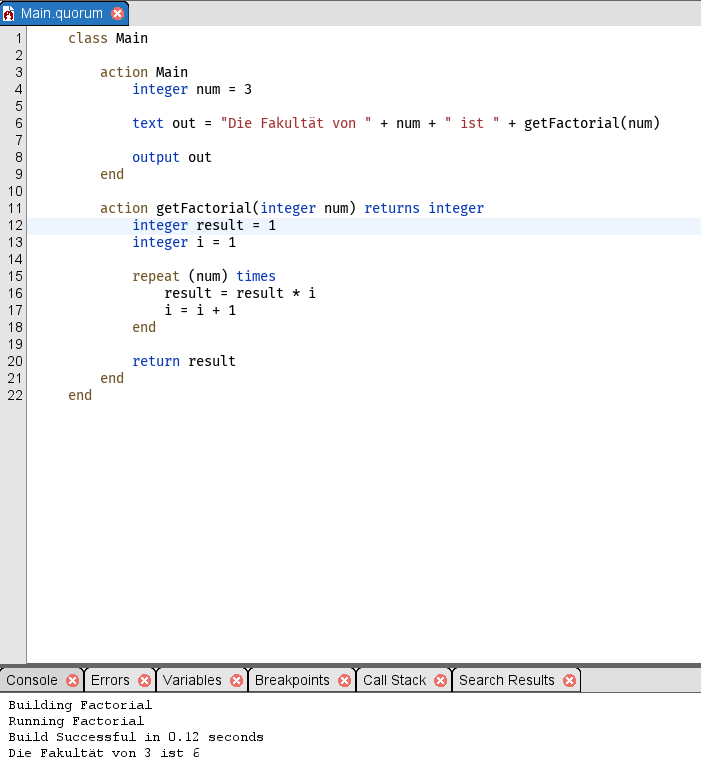 Main.quorum
1 class Main
2
3 action Main
4 integer num = 3
5
6 text out = "Die Fakultät von " + num + " ist " + getFactorial(num)
7
8 output out
9 end
10
11 action getFactorial(integer num) returns integer
12 integer result = 1
13 integer i = 1
14
15 repeat (num) times
16 result = result * i
17 i = i + 1
18 end
19
20 return result
21 end
22 end
Console Errors Variables Breakpoints Call Stack Search Results
Building Factorial
Running Factorial
Build Successful in 0.12 seconds
Die Fakultät von 3 ist 6